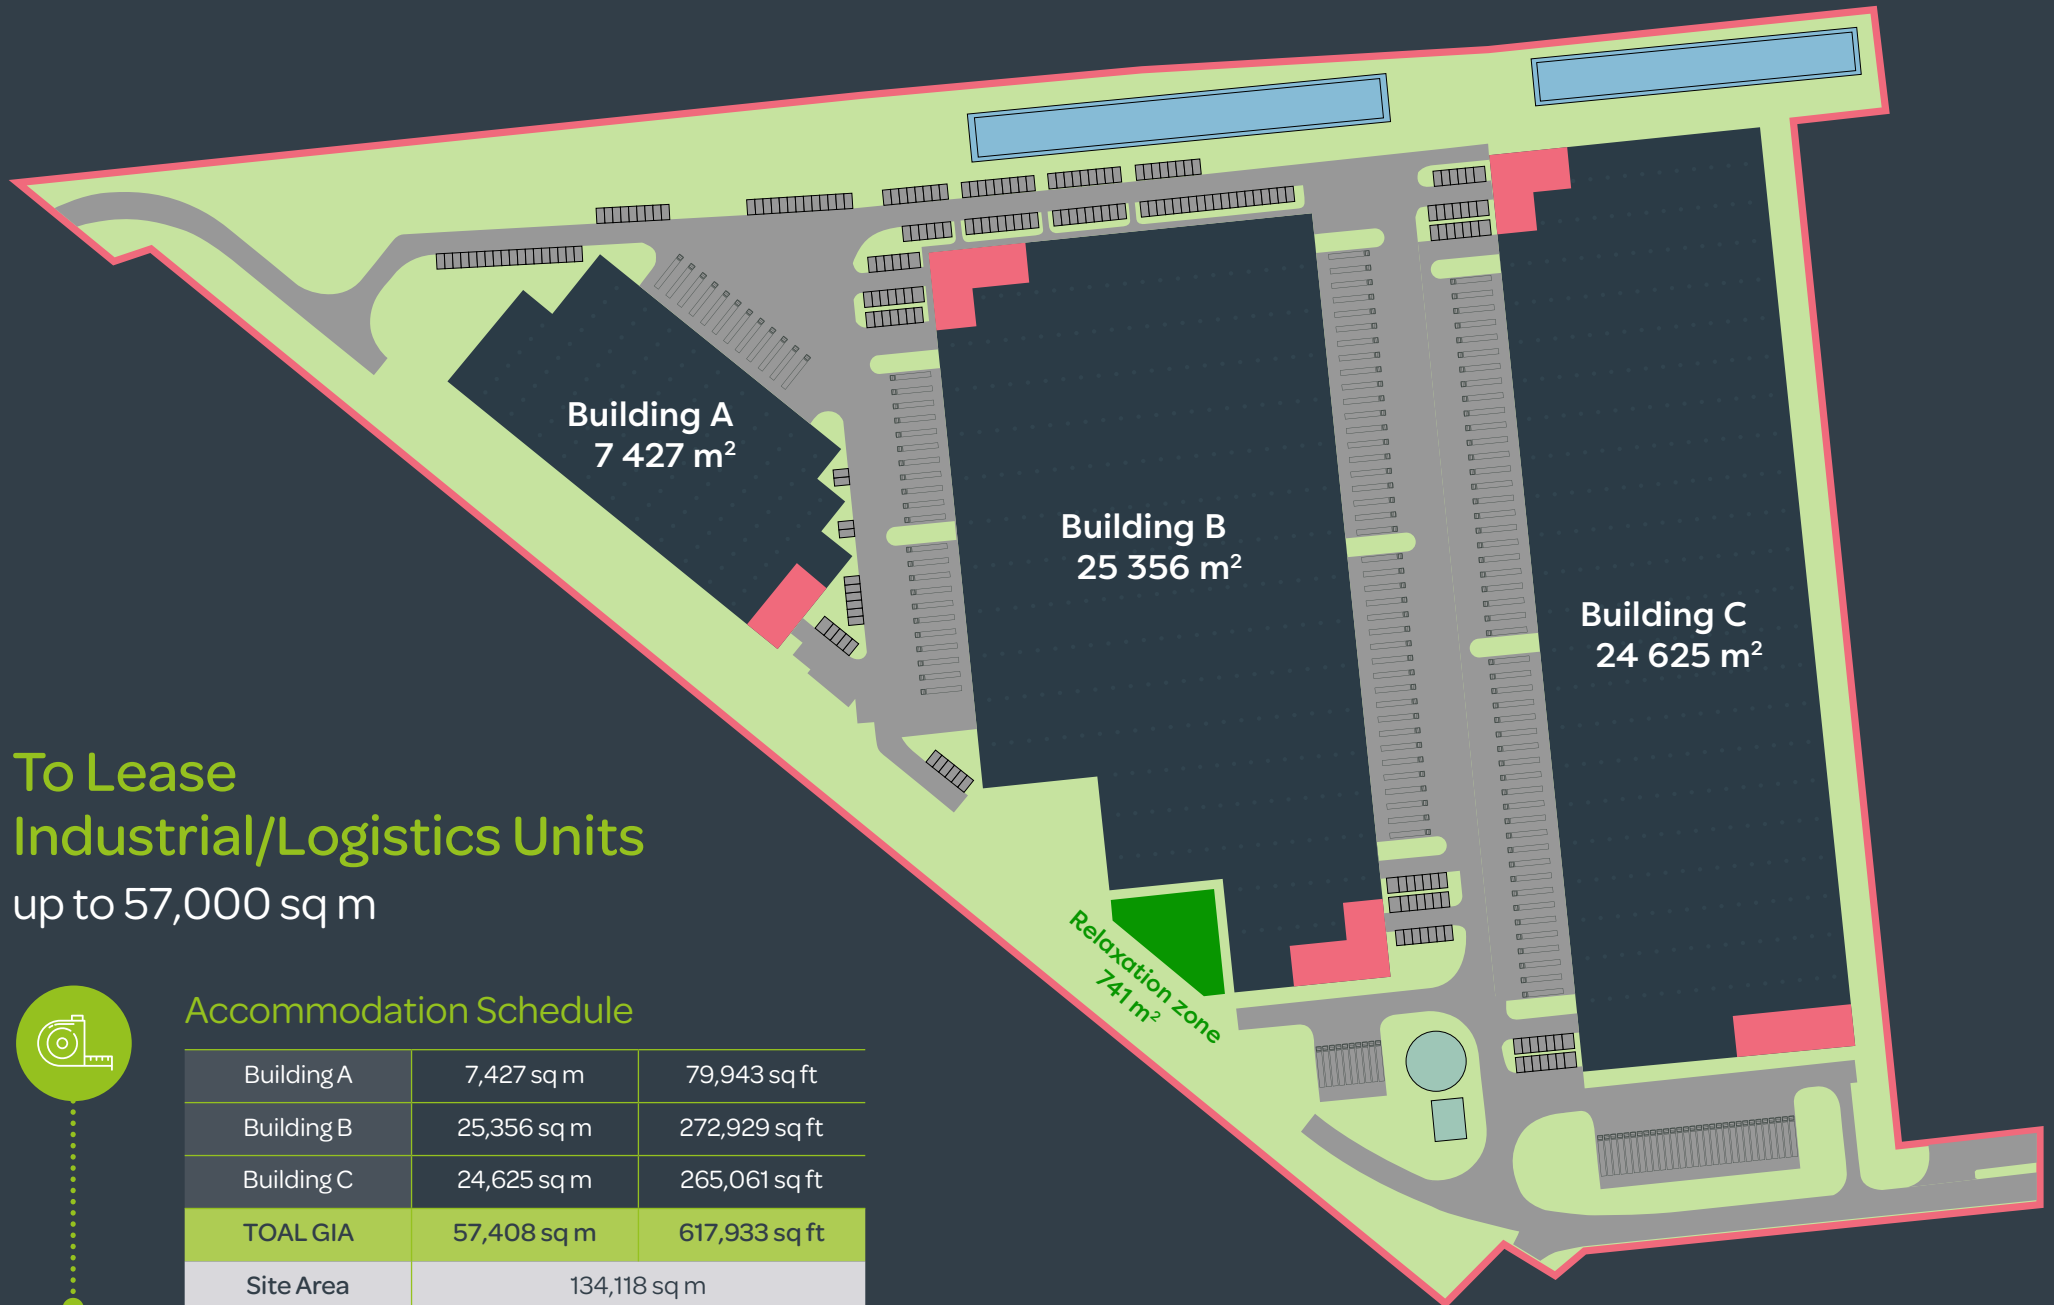 Building A
7 427 m²
Building B
25 356 m²
Building C
24 625 m²
To Lease
Industrial/Logistics Units
up to 57,000 sq m
Relaxation zone
741 m²
Accommodation Schedule
Building A 7,427 sq m 79,943 sq ft
Building B 25,356 sq m 272,929 sq ft
Building C 24,625 sq m 265,061 sq ft
TOAL GIA 57,408 sq m 617,933 sq ft
Site Area 134,118 sq m